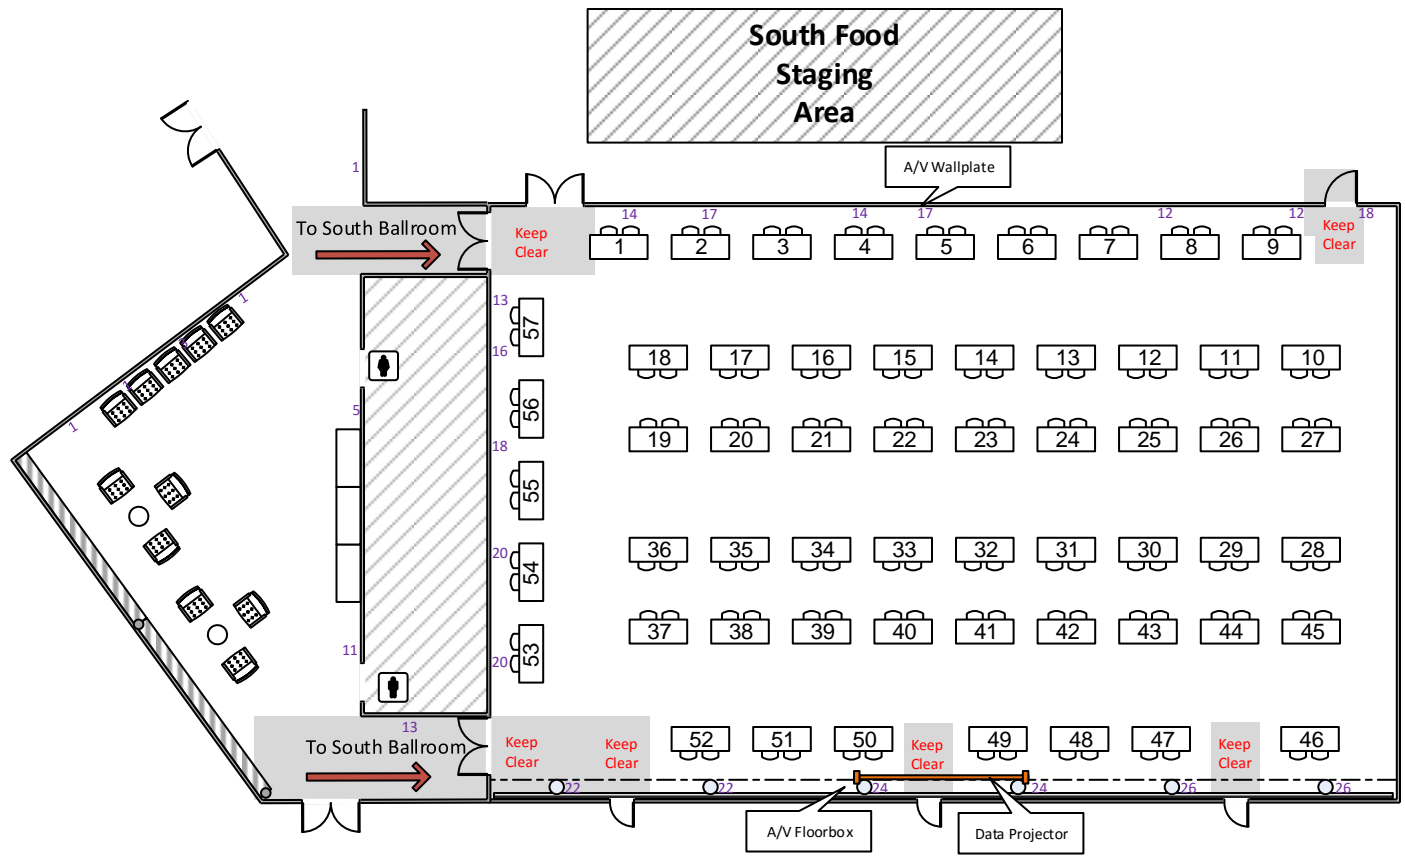 South Food
Staging
Area
A/V Wallplate
1
To South Ballroom
Keep
Clear
14
17
14
17
12
12
18
Keep
Clear
1 2 3 4 5 6 7 8 9
1
1
1
1
13
57
16
18 17 16 15 14 13 12 11 10
5
56
18
19 20 21 22 23 24 25 26 27
55
20
54
36 35 34 33 32 31 30 29 28
11
20
53
37 38 39 40 41 42 43 44 45
13
To South Ballroom
Keep
Clear
Keep
Clear
52 51 50
Keep
Clear
49 48 47
Keep
Clear
46
22
22
24
24
26
26
A/V Floorbox
Data Projector